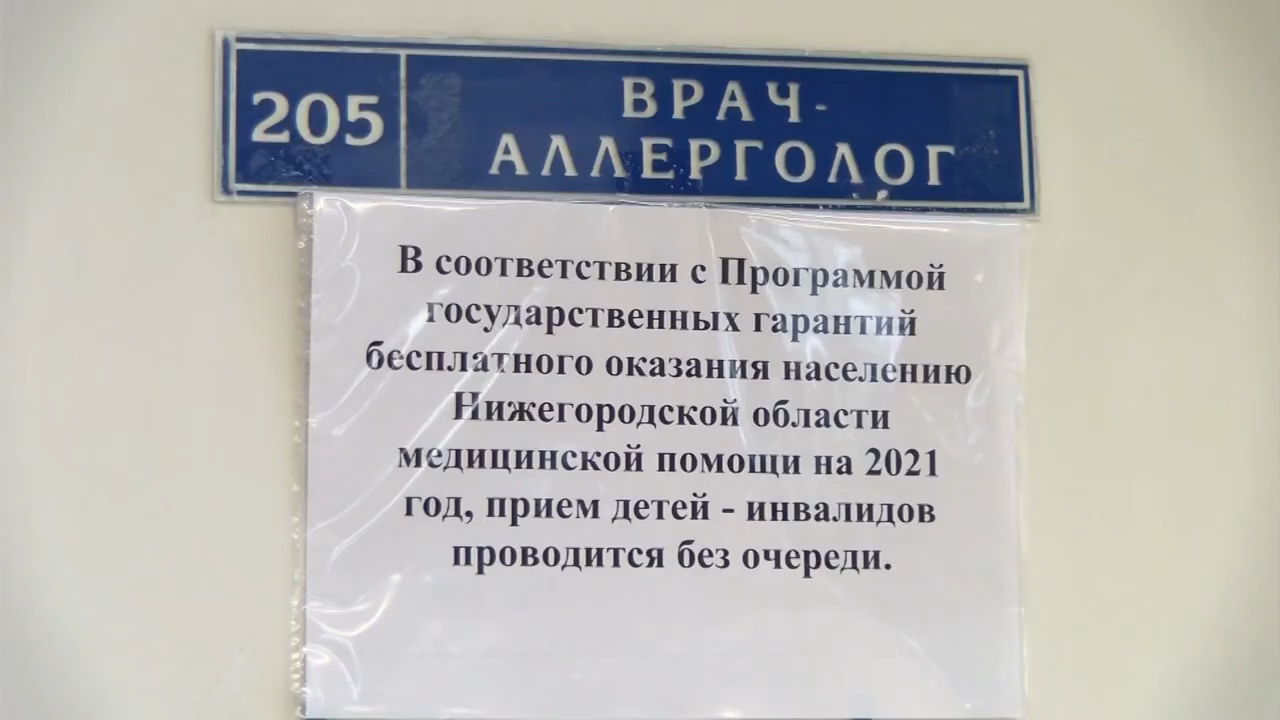 205
ВРАЧ-
АЛЛЕРГОЛОГ
В соответствии с Программой
государственных гарантий
бесплатного оказания населению
Нижегородской области
медицинской помощи на 2021
год, прием детей - инвалидов
проводится без очереди.